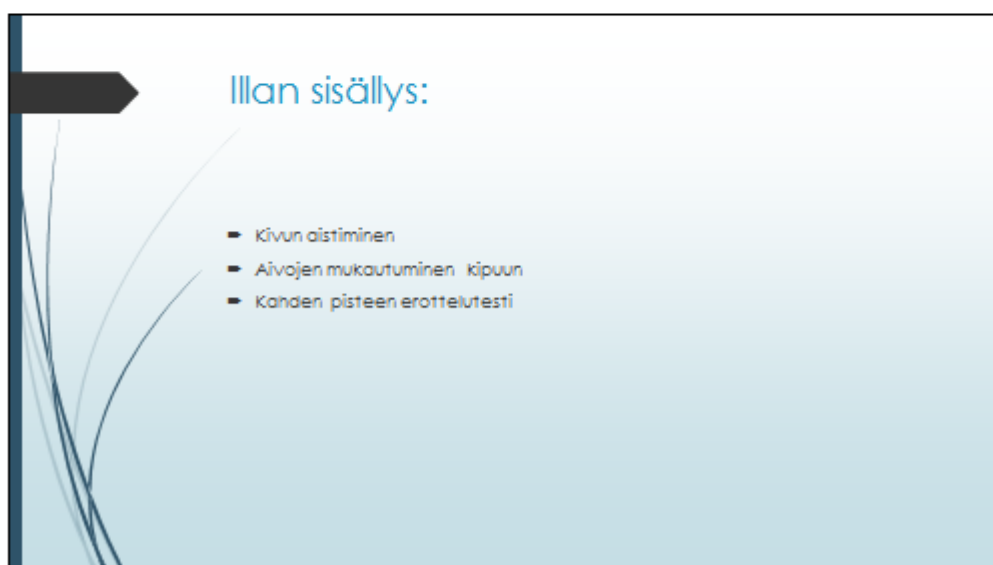 Illan sisällys:
Kivun aistiminen
Aivojen mukautuminen kipuun
Kahden pisteen erottelutesti